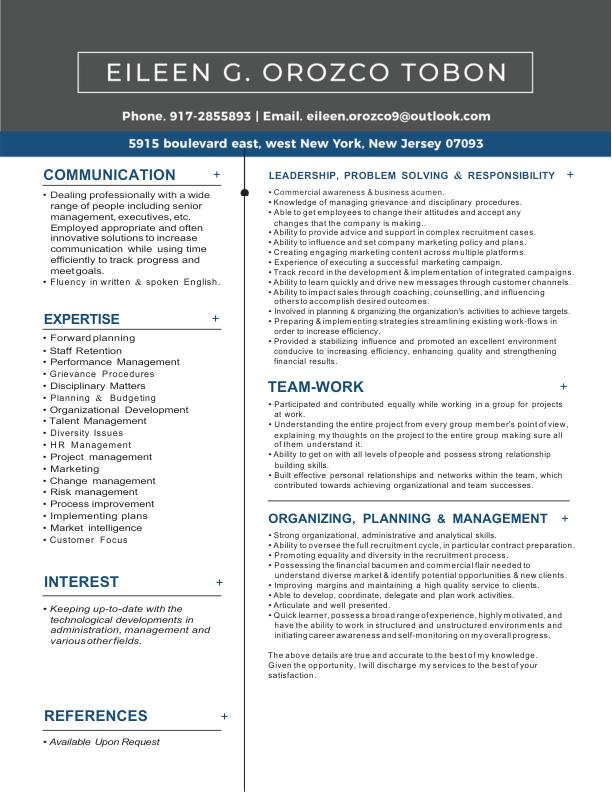 EILEEN G. OROZCO TOBON
Phone. 917-2855893 | Email. eileen.orozco9@outlook.com
5915 boulevard east, west New York, New Jersey 07093
COMMUNICATION +
• Dealing professionally with a wide
range of people including senior
management, executives, etc.
Employed appropriate and often
innovative solutions to increase
communication while using time
efficiently to track progress and
meet goals.
• Fluency in written & spoken English.
EXPERTISE +
• Forward planning
• Staff Retention
• Performance Management
• Grievance Procedures
• Disciplinary Matters
• Planning & Budgeting
• Organizational Development
• Talent Management
• Diversity Issues
• HR Management
• Project management
• Marketing
• Change management
• Risk management
• Process improvement
• Implementing plans
• Market intelligence
• Customer Focus
INTEREST +
• Keeping up-to-date with the
technological developments in
administration, management and
various other fields.
REFERENCES +
• Available Upon Request
LEADERSHIP, PROBLEM SOLVING & RESPONSIBILITY +
• Commercial awareness & business acumen.
• Knowledge of managing grievance and disciplinary procedures.
• Able to get employees to change their attitudes and accept any
changes that the company is making..
• Ability to provide advice and support in complex recruitment cases.
• Ability to influence and set company marketing policy and plans.
• Creating engaging marketing content across multiple platforms.
• Experience of executing a successful marketing campaign.
• Track record in the development & implementation of integrated campaigns.
• Ability to learn quickly and drive new messages through customer channels.
• Ability to impact sales through coaching, counselling, and influencing
others to accomplish desired outcomes.
• Involved in planning & organizing the organization's activities to achieve targets.
• Preparing & implementing strategies streamlining existing work-flows in
order to increase efficiency.
• Provided a stabilizing influence and promoted an excellent environment
conducive to increasing efficiency, enhancing quality and strengthening
financial results.
TEAM-WORK +
• Participated and contributed equally while working in a group for projects
at work.
• Understanding the entire project from every group member's point of view,
explaining my thoughts on the project to the entire group making sure all
of them understand it.
• Ability to get on with all levels of people and possess strong relationship
building skills.
• Built effective personal relationships and networks within the team, which
contributed towards achieving organizational and team successes.
ORGANIZING, PLANNING & MANAGEMENT +
• Strong organizational, administrative and analytical skills.
• Ability to oversee the full recruitment cycle, in particular contract preparation.
• Promoting equality and diversity in the recruitment process.
• Possessing the financial bacumen and commercial flair needed to
understand diverse market & identify potential opportunities & new clients.
• Improving margins and maintaining a high quality service to clients.
• Able to develop, coordinate, delegate and plan work activities.
• Articulate and well presented.
• Quick learner, possess a broad range of experience, highly motivated, and
have the ability to work in structured and unstructured environments and
initiating career awareness and self-monitoring on my overall progress.
The above details are true and accurate to the best of my knowledge.
Given the opportunity, I will discharge my services to the best of your
satisfaction.